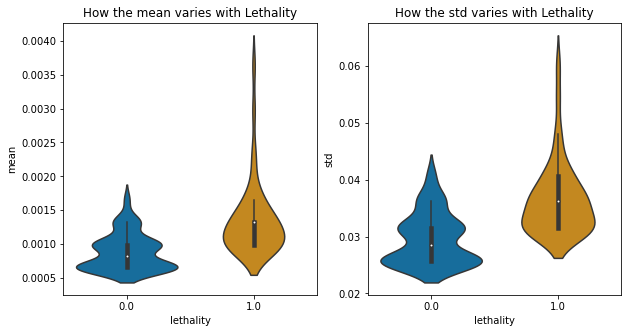 How the mean varies with Lethality
How the std varies with Lethality
0.0040
0.0035
0.0030
0.0025
0.0020
0.0015
0.0010
0.0005
mean
0.0
1.0
lethality
0.06
0.05
0.04
0.03
0.02
std
0.0
1.0
lethality